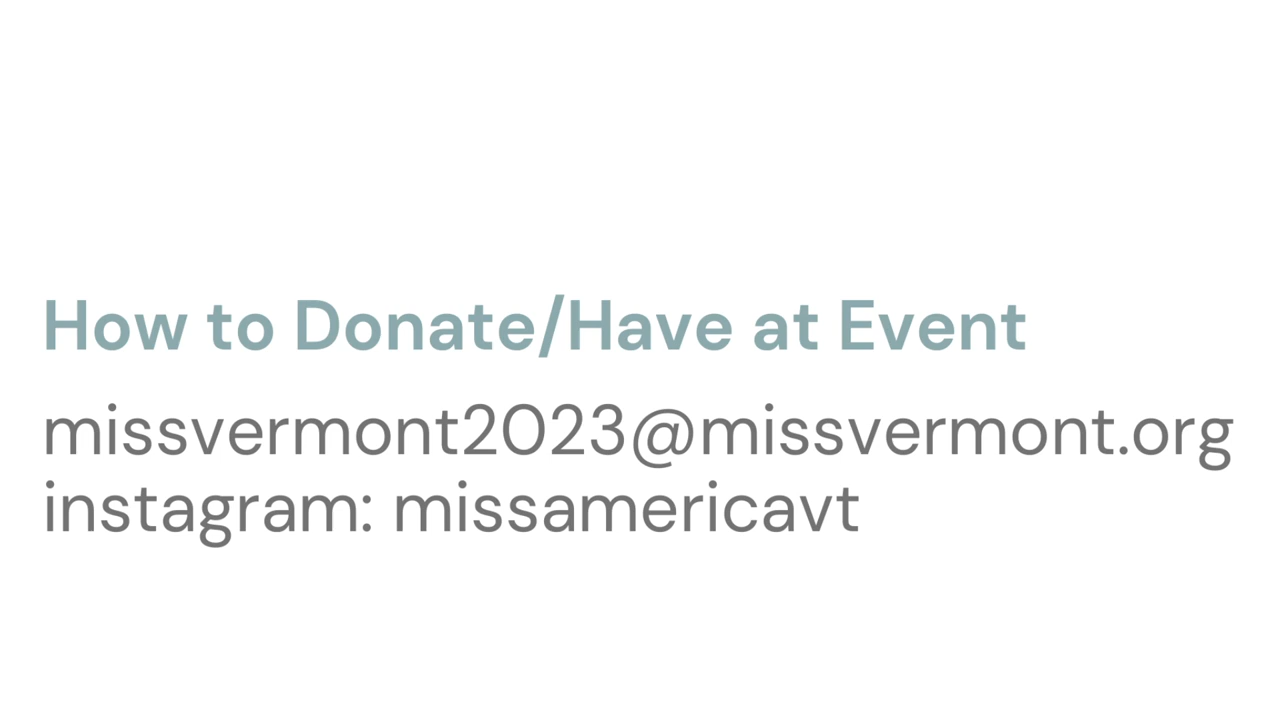 How to Donate/Have at Event
missvermont2023@missvermont.org
instagram: missamericavt